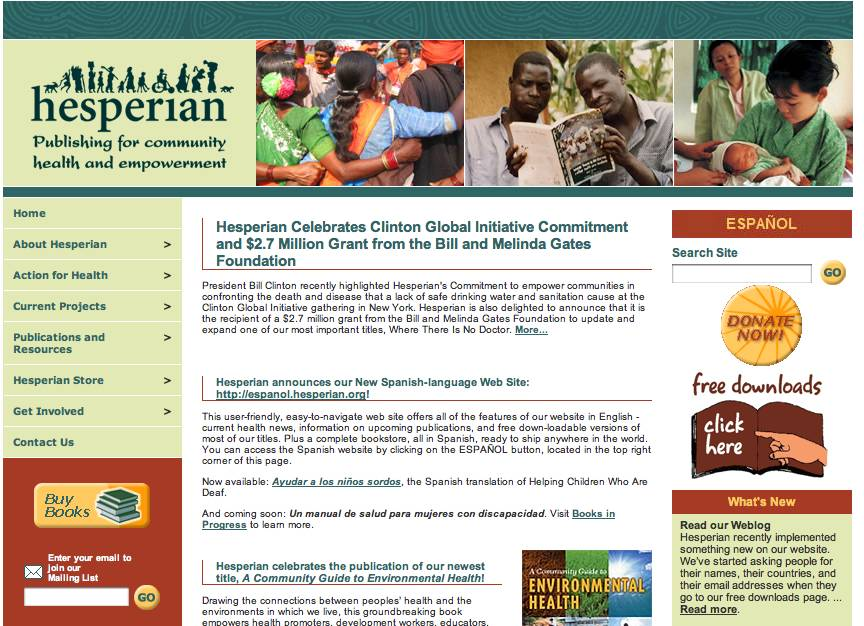 hesperian
Publishing for community
health and empowerment
Home
About Hesperian >
Action for Health >
Current Projects >
Publications and >
Resources
Hesperian Store >
Get Involved >
Contact Us
Buy
Books
Enter your email to
join our
Mailing List
GO
Hesperian Celebrates Clinton Global Initiative Commitment
and $2.7 Million Grant from the Bill and Melinda Gates
Foundation
President Bill Clinton recently highlighted Hesperian's Commitment to empower communities in
confronting the death and disease that a lack of safe drinking water and sanitation cause at the
Clinton Global Initiative gathering in New York. Hesperian is also delighted to announce that it is
the recipient of a $2.7 million grant from the Bill and Melinda Gates Foundation to update and
expand one of our most important titles, Where There Is No Doctor. More...
Hesperian announces our New Spanish-language Web Site:
http://espanol.hesperian.org!
This user-friendly, easy-to-navigate web site offers all of the features of our website in English -
current health news, information on upcoming publications, and free down-loadable versions of
most of our titles. Plus a complete bookstore, all in Spanish, ready to ship anywhere in the world.
You can access the Spanish website by clicking on the ESPAÑOL button, located in the top right
corner of this page.
Now available: Ayudar a los niños sordos, the Spanish translation of Helping Children Who Are
Deaf.
And coming soon: Un manual de salud para mujeres con discapacidad. Visit Books in
Progress to learn more.
Hesperian celebrates the publication of our newest
title, A Community Guide to Environmental Health!
Drawing the connections between peoples' health and the
environments in which we live, this groundbreaking book
empowers health promoters, development workers, educators,
A Community Guide to
ENVIRONMENTAL
HEALTH
ESPAÑOL
Search Site
GO
DONATE
NOW!
free downloads
click
here
What's New
Read our Weblog
Hesperian recently implemented
something new on our website.
We've started asking people for
their names, their countries, and
their email addresses when they
go to our free downloads page. ...
Read more.